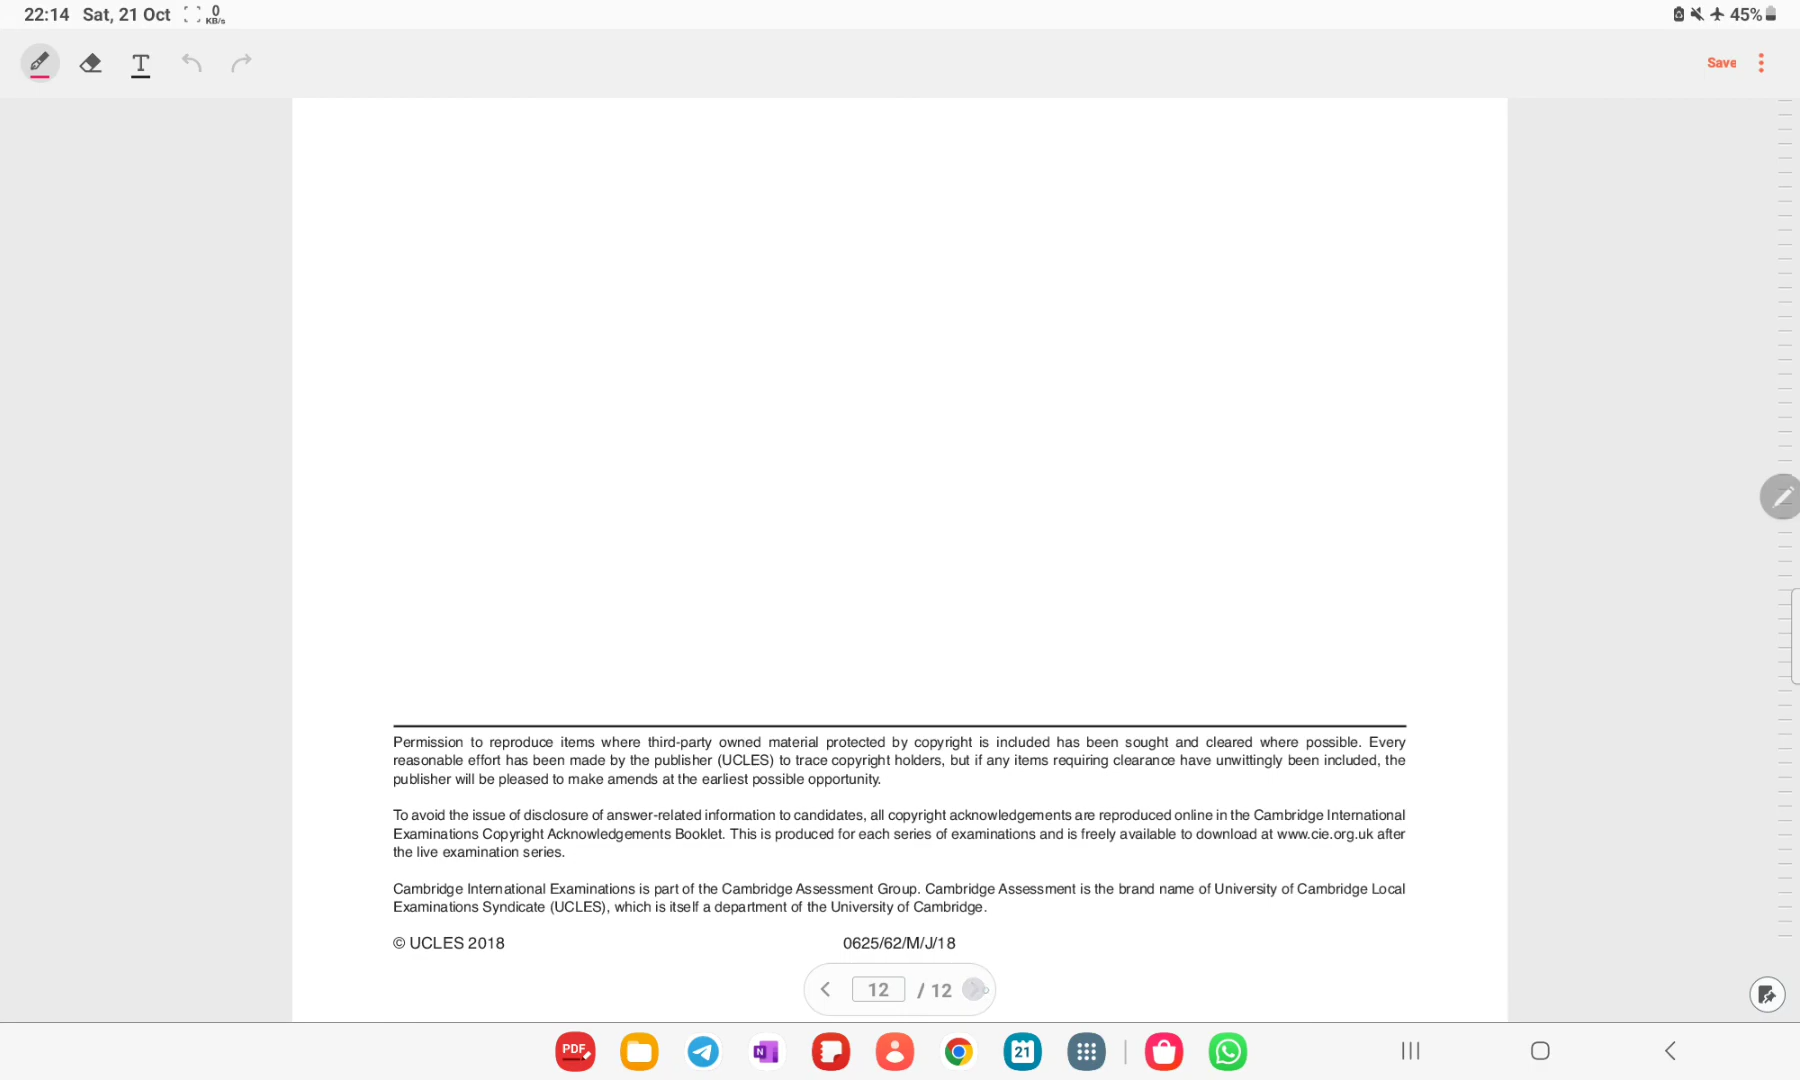 22:14 Sat, 21 Oct 0 KB/s 45%
T Save
Permission to reproduce items where third-party owned material protected by copyright is included has been sought and cleared where possible. Every
reasonable effort has been made by the publisher (UCLES) to trace copyright holders, but if any items requiring clearance have unwittingly been included, the
publisher will be pleased to make amends at the earliest possible opportunity.
To avoid the issue of disclosure of answer-related information to candidates, all copyright acknowledgements are reproduced online in the Cambridge International
Examinations Copyright Acknowledgements Booklet. This is produced for each series of examinations and is freely available to download at www.cie.org.uk after
the live examination series.
Cambridge International Examinations is part of the Cambridge Assessment Group. Cambridge Assessment is the brand name of University of Cambridge Local
Examinations Syndicate (UCLES), which is itself a department of the University of Cambridge.
© UCLES 2018 0625/62/M/J/18
12 / 12
PDF N 21